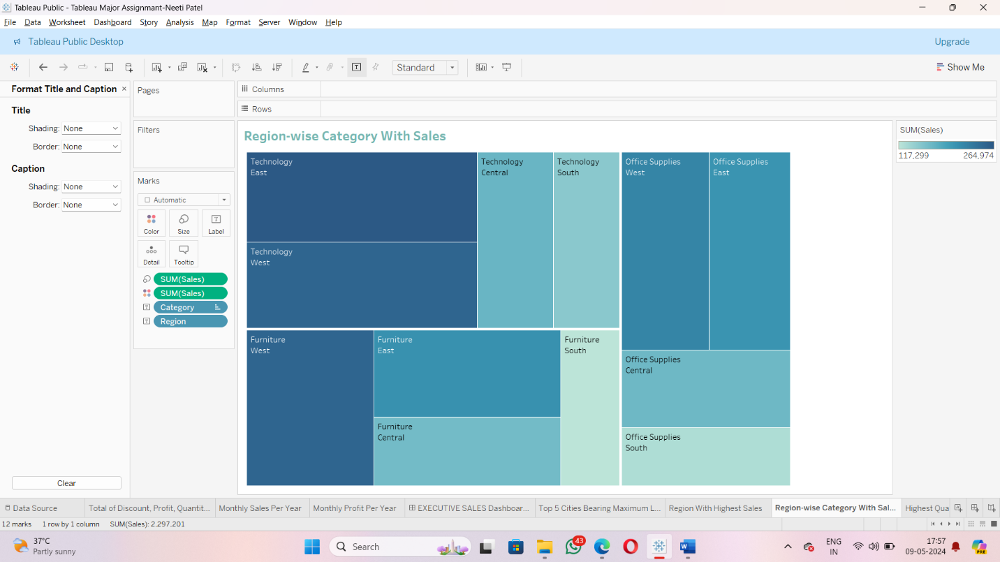 Tableau Public - Tableau Major Assignmant-Neeti Patel
File Data Worksheet Dashboard Story Analysis Map Format Server Window Help
Tableau Public Desktop
Upgrade
Standard
Show Me
Format Title and Caption
Title
Shading: None
Border: None
Caption
Shading: None
Border: None
Clear
Pages
Filters
Marks
Automatic
Color Size Label
Detail Tooltip
SUM(Sales)
SUM(Sales)
Category
Region
Columns
Rows
Region-wise Category With Sales
Technology
East
Technology
West
Technology
Central
Technology
South
Office Supplies
West
Office Supplies
East
Furniture
West
Furniture
East
Furniture
Central
Furniture
South
Office Supplies
Central
Office Supplies
South
SUM(Sales)
117,299 264,974
Data Source Total of Discount, Profit, Quantit... Monthly Sales Per Year Monthly Profit Per Year EXECUTIVE SALES Dashboar... Top 5 Cities Bearing Maximum L... Region With Highest Sales Region-wise Category With Sal... Highest Qua
12 marks 1 row by 1 column SUM(Sales): 2,297,201
37°C
Partly sunny
Search
43
ENG
IN
17:57
09-05-2024
PRE